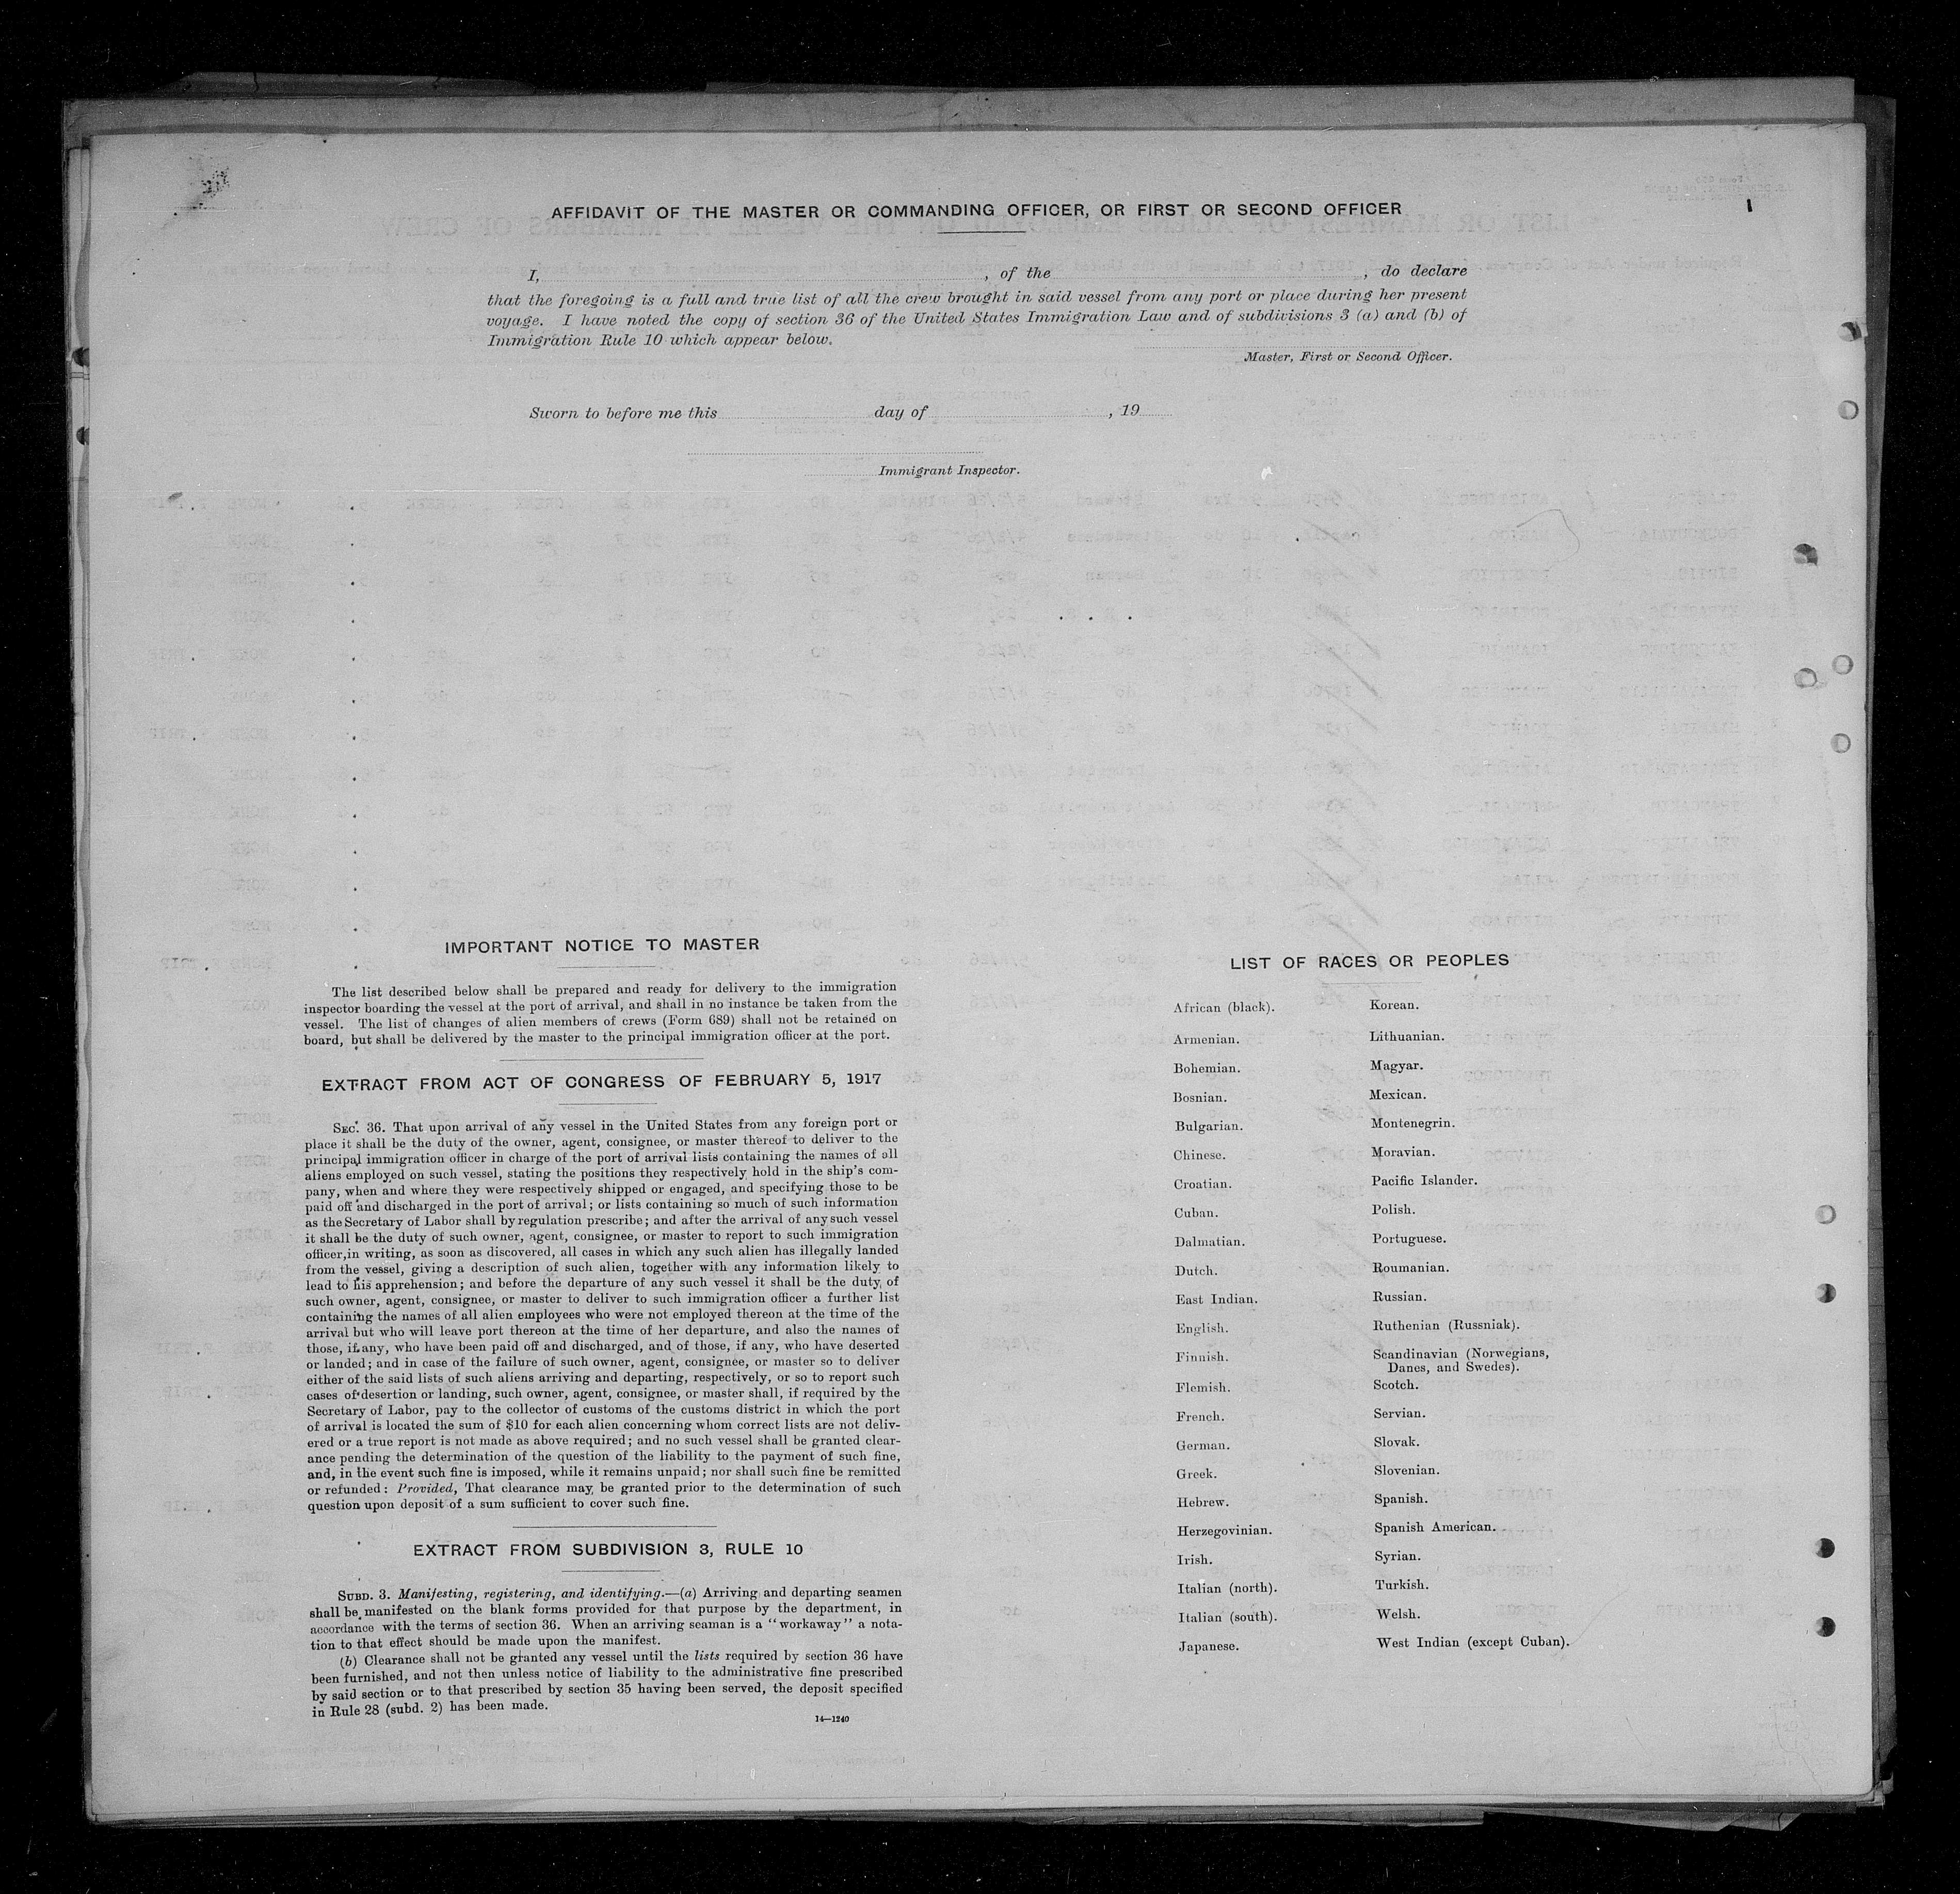 AFFIDAVIT OF THE MASTER OR COMMANDING OFFICER, OR FIRST OR SECOND OFFICER
I, , of the , do declare
that the foregoing is a full and true list of all the crew brought in said vessel from any port or place during her present
voyage. I have noted the copy of section 36 of the United States Immigration Law and of subdivisions 3 (a) and (b) of
Immigration Rule 10 which appear below.
Master, First or Second Officer.
Sworn to before me this day of , 19
Immigrant Inspector.
IMPORTANT NOTICE TO MASTER
The list described below shall be prepared and ready for delivery to the immigration
inspector boarding the vessel at the port of arrival, and shall in no instance be taken from the
vessel. The list of changes of alien members of crews (Form 689) shall not be retained on
board, but shall be delivered by the master to the principal immigration officer at the port.
EXTRACT FROM ACT OF CONGRESS OF FEBRUARY 5, 1917
SEC. 36. That upon arrival of any vessel in the United States from any foreign port or
place it shall be the duty of the owner, agent, consignee, or master thereof to deliver to the
principal immigration officer in charge of the port of arrival lists containing the names of all
aliens employed on such vessel, stating the positions they respectively hold in the ship's com-
pany, when and where they were respectively shipped or engaged, and specifying those to be
paid off and discharged in the port of arrival; or lists containing so much of such information
as the Secretary of Labor shall by regulation prescribe; and after the arrival of any such vessel
it shall be the duty of such owner, agent, consignee, or master to report to such immigration
officer, in writing, as soon as discovered, all cases in which any such alien has illegally landed
from the vessel, giving a description of such alien, together with any information likely to
lead to his apprehension; and before the departure of any such vessel it shall be the duty of
such owner, agent, consignee, or master to deliver to such immigration officer a further list
containing the names of all alien employees who were not employed thereon at the time of the
arrival but who will leave port thereon at the time of her departure, and also the names of
those, if any, who have been paid off and discharged, and of those, if any, who have deserted
or landed; and in case of the failure of such owner, agent, consignee, or master so to deliver
either of the said lists of such aliens arriving and departing, respectively, or so to report such
cases of desertion or landing, such owner, agent, consignee, or master shall, if required by the
Secretary of Labor, pay to the collector of customs of the customs district in which the port
of arrival is located the sum of $10 for each alien concerning whom correct lists are not deliv-
ered or a true report is not made as above required; and no such vessel shall be granted clear-
ance pending the determination of the question of the liability to the payment of such fine,
and, in the event such fine is imposed, while it remains unpaid; nor shall such fine be remitted
or refunded: Provided, That clearance may be granted prior to the determination of such
question upon deposit of a sum sufficient to cover such fine.
EXTRACT FROM SUBDIVISION 3, RULE 10
SUBD. 3. Manifesting, registering, and identifying.—(a) Arriving and departing seamen
shall be manifested on the blank forms provided for that purpose by the department, in
accordance with the terms of section 36. When an arriving seaman is a "workaway" a nota-
tion to that effect should be made upon the manifest.
(b) Clearance shall not be granted any vessel until the lists required by section 36 have
been furnished, and not then unless notice of liability to the administrative fine prescribed
by said section or to that prescribed by section 35 having been served, the deposit specified
in Rule 28 (subd. 2) has been made.
14—1240
LIST OF RACES OR PEOPLES
African (black).
Armenian.
Bohemian.
Bosnian.
Bulgarian.
Chinese.
Croatian.
Cuban.
Dalmatian.
Dutch.
East Indian.
English.
Finnish.
Flemish.
French.
German.
Greek.
Hebrew.
Herzegovinian.
Irish.
Italian (north).
Italian (south).
Japanese.
Korean.
Lithuanian.
Magyar.
Mexican.
Montenegrin.
Moravian.
Pacific Islander.
Polish.
Portuguese.
Roumanian.
Russian.
Ruthenian (Russniak).
Scandinavian (Norwegians,
Danes, and Swedes).
Scotch.
Servian.
Slovak.
Slovenian.
Spanish.
Spanish American.
Syrian.
Turkish.
Welsh.
West Indian (except Cuban).